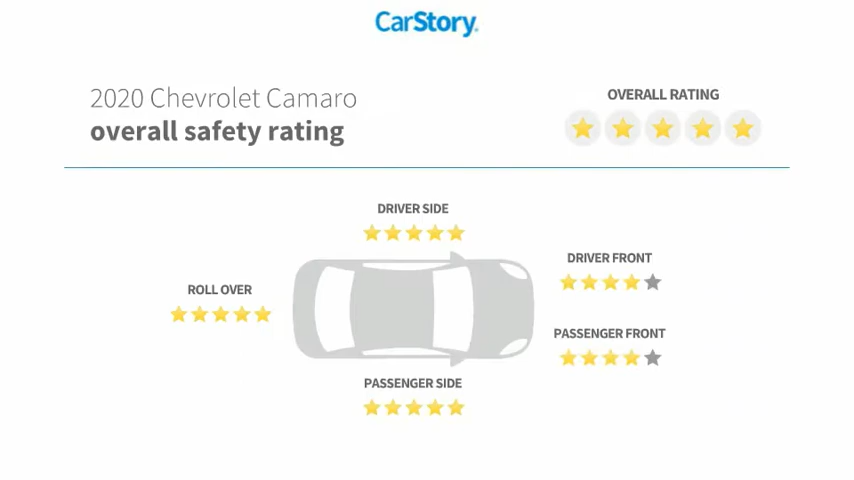 CarStory
2020 Chevrolet Camaro
overall safety rating
OVERALL RATING
DRIVER SIDE
DRIVER FRONT
ROLL OVER
PASSENGER FRONT
PASSENGER SIDE